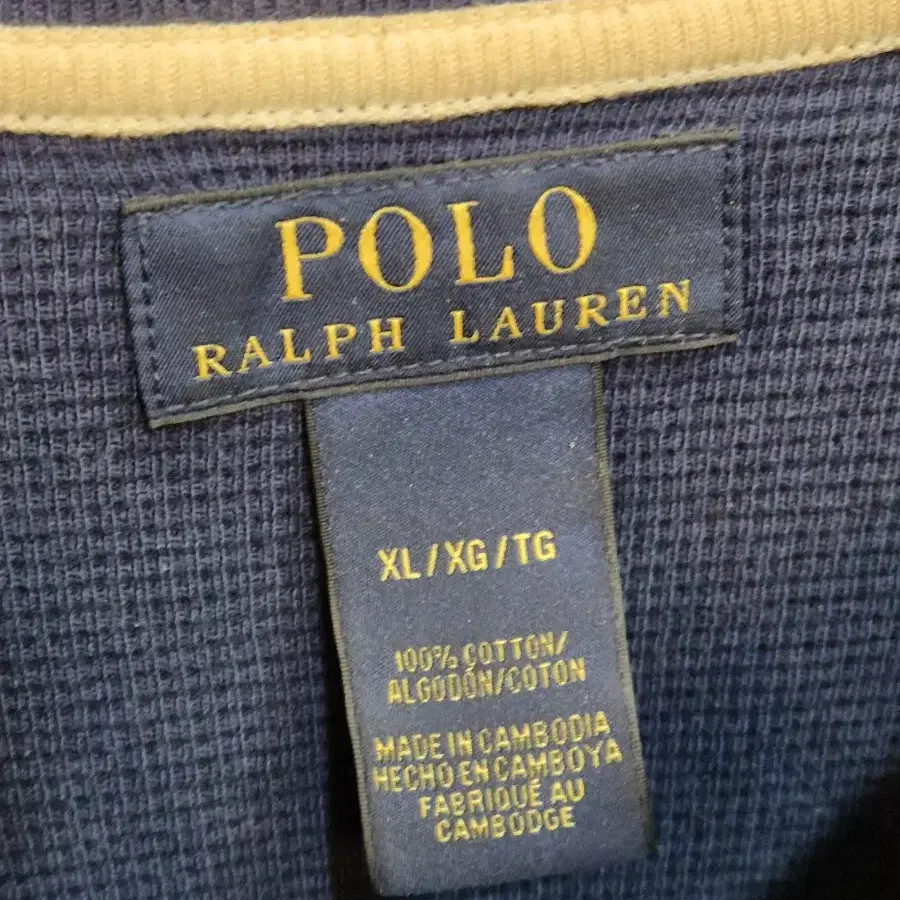 POLO
RALPH LAUREN
XL/XG/TG
100% COTTON/
ALGODÓN/COTON
MADE IN CAMBODIA
HECHO EN CAMBOYA
FABRIQUÉ AU
CAMBODGE